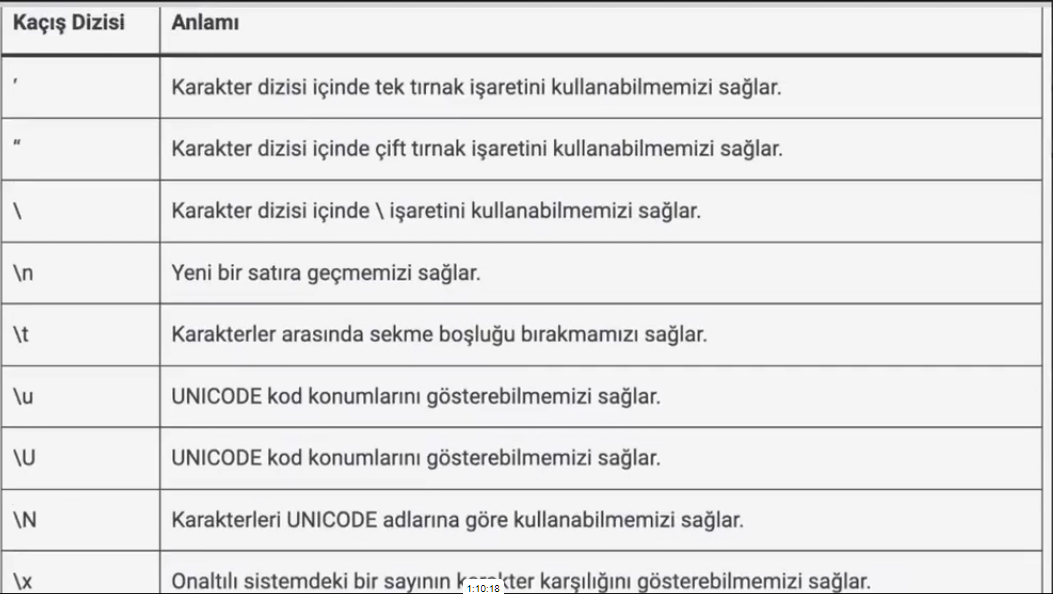 Kaçış Dizisi Anlamı
’ Karakter dizisi içinde tek tırnak işaretini kullanabilmemizi sağlar.
“ Karakter dizisi içinde çift tırnak işaretini kullanabilmemizi sağlar.
\ Karakter dizisi içinde \ işaretini kullanabilmemizi sağlar.
\n Yeni bir satıra geçmemizi sağlar.
\t Karakterler arasında sekme boşluğu bırakmamızı sağlar.
\u UNICODE kod konumlarını gösterebilmemizi sağlar.
\U UNICODE kod konumlarını gösterebilmemizi sağlar.
\N Karakterleri UNICODE adlarına göre kullanabilmemizi sağlar.
\x Onaltılı sistemdeki bir sayının karakter karşılığını gösterebilmemizi sağlar.
1:10:18